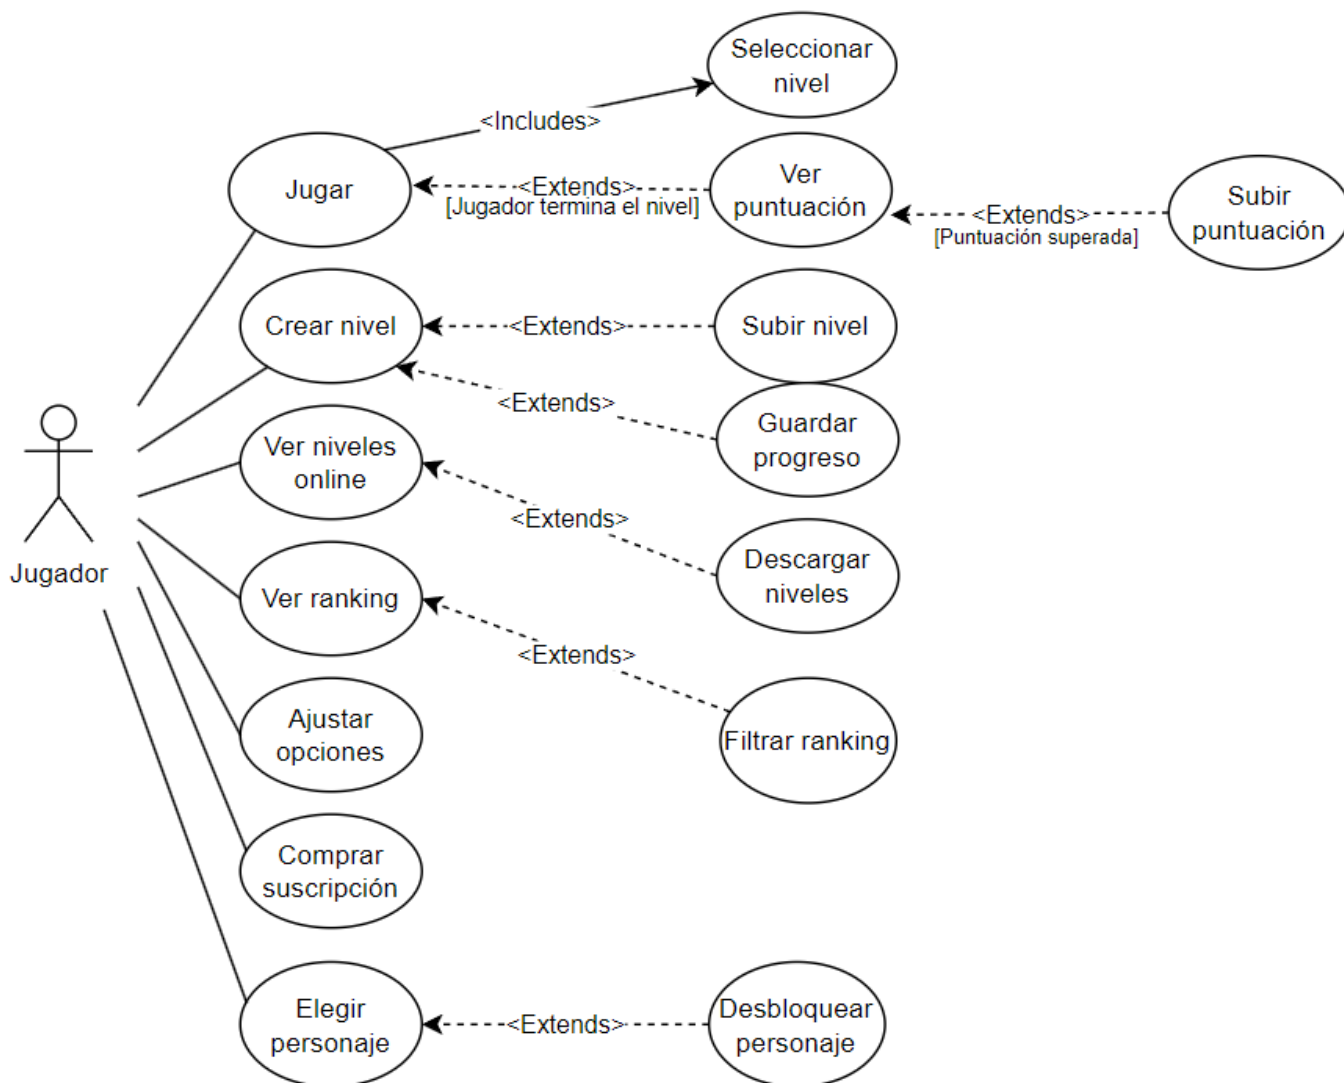 Seleccionar
nivel
<Includes>
Jugar
<Extends>
[Jugador termina el nivel]
Ver
puntuación
<Extends>
[Puntuación superada]
Subir
puntuación
Crear nivel
<Extends>
Subir nivel
<Extends>
Guardar
progreso
Ver niveles
online
<Extends>
Descargar
niveles
Jugador
Ver ranking
<Extends>
Filtrar ranking
Ajustar
opciones
Comprar
suscripción
Elegir
personaje
<Extends>
Desbloquear
personaje